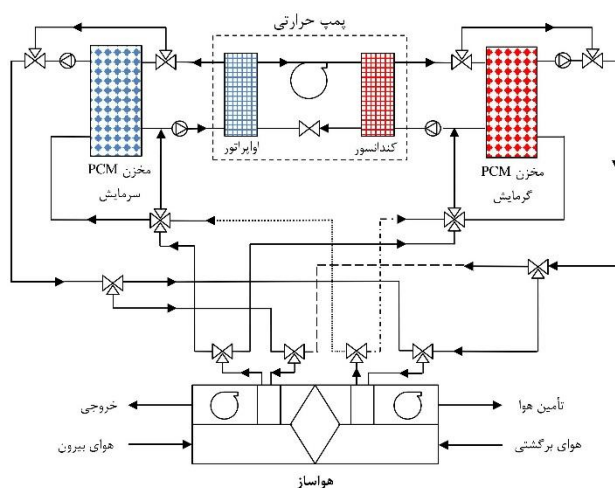 پمپ حرارتی
مخزن PCM
سرمایش
اواپراتور
کندانسور
مخزن PCM
گرمایش
خروجی
هوای بیرون
تأمین هوا
هوای برگشتی
هواساز